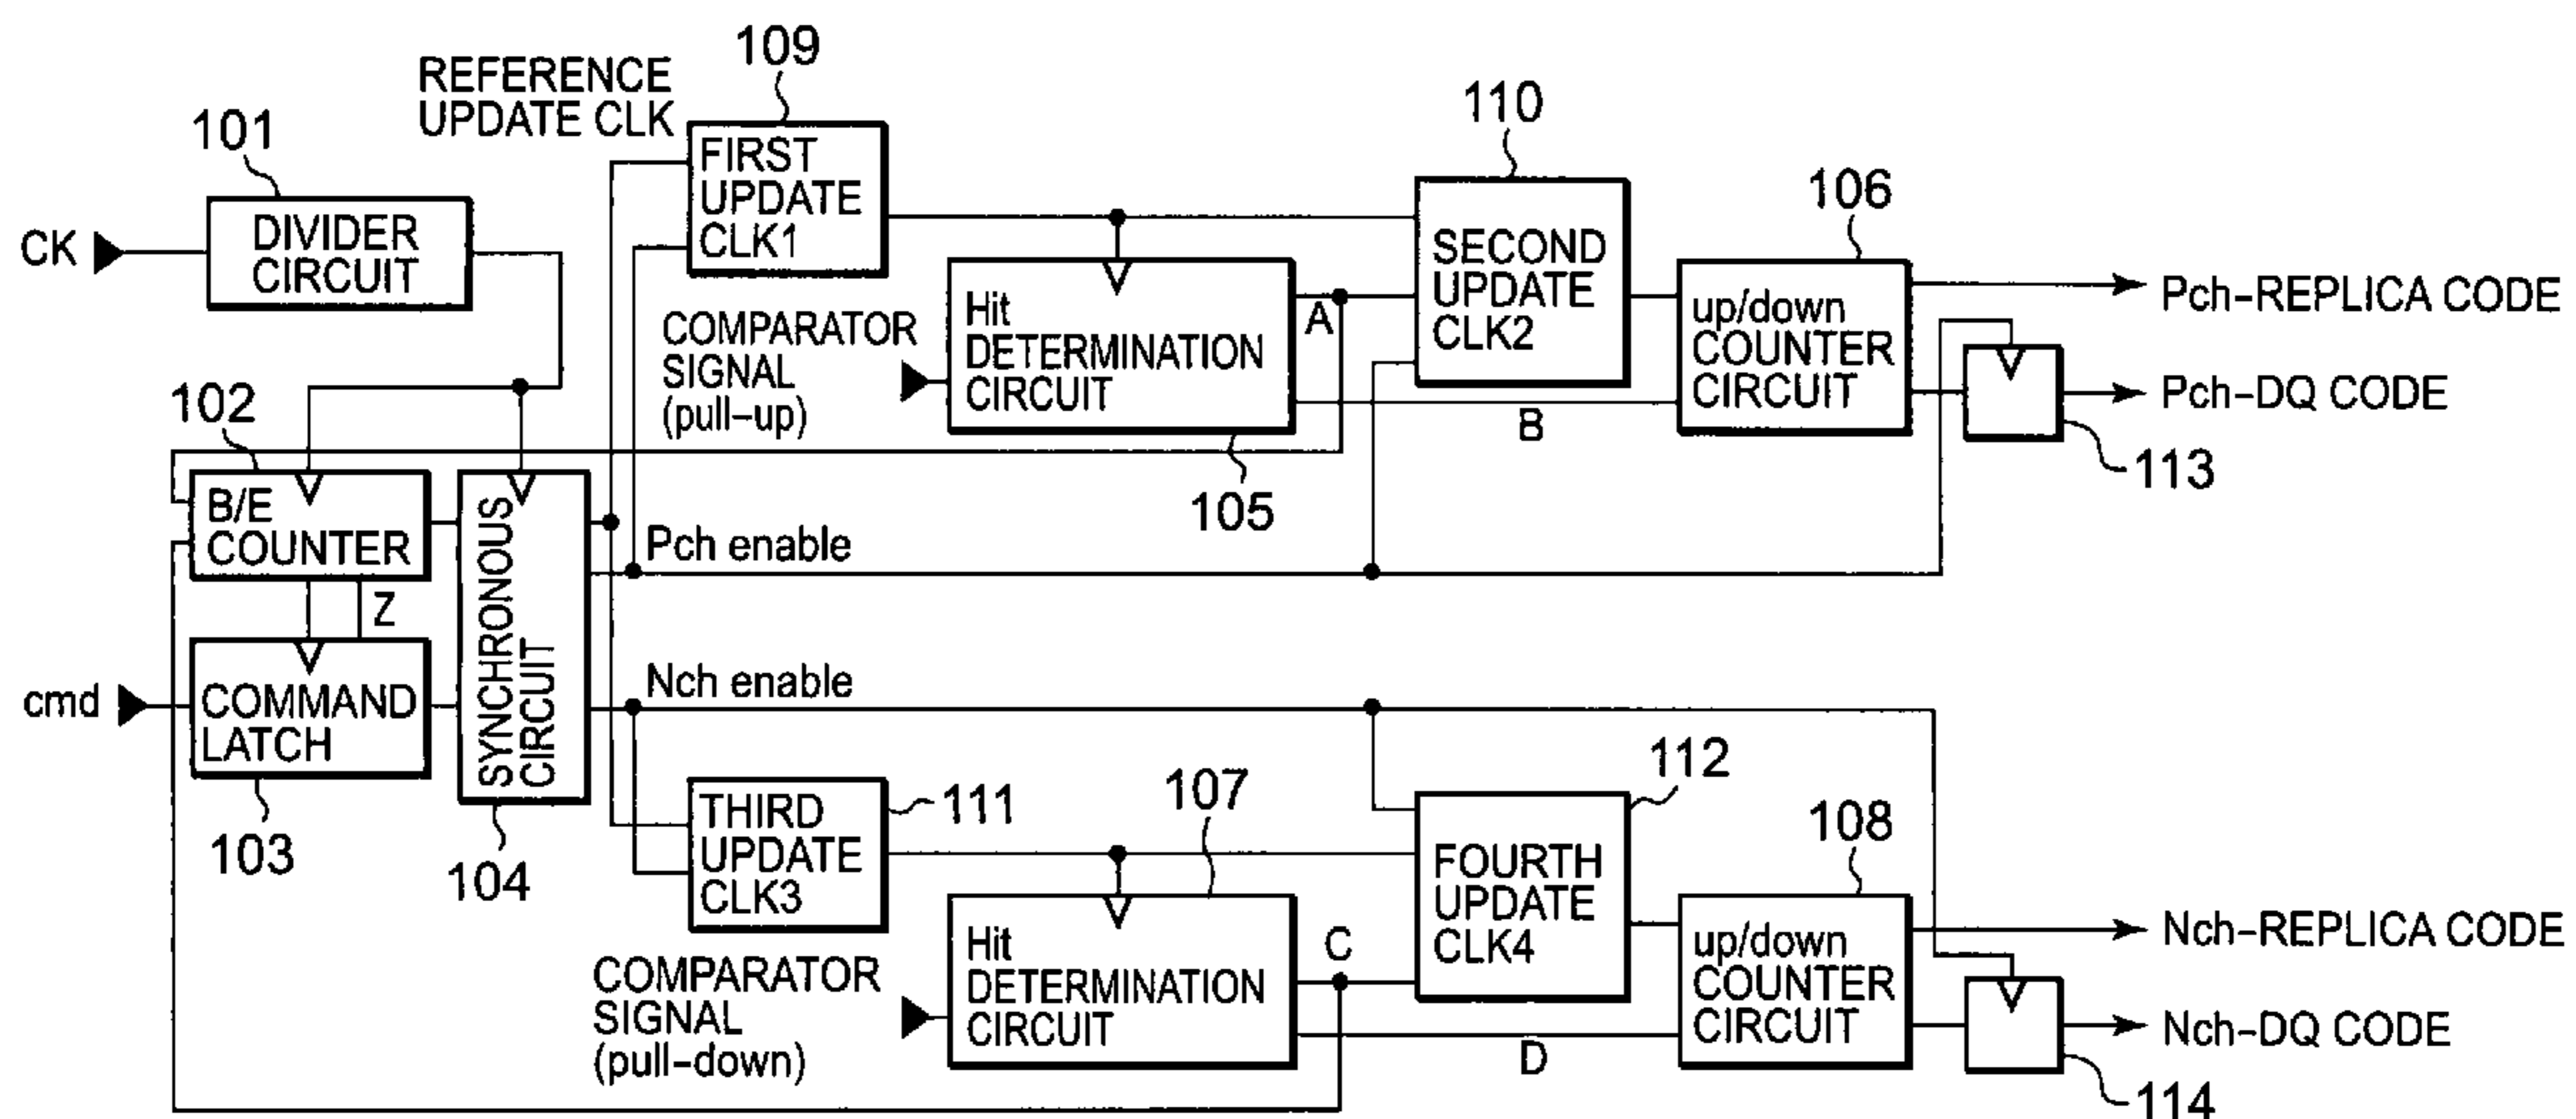 109
REFERENCE
UPDATE CLK
110
101
FIRST
UPDATE
CLK1
106
CK
DIVIDER
CIRCUIT
SECOND
UPDATE
CLK2
Pch-REPLICA CODE
COMPARATOR
SIGNAL
(pull-up)
Hit
DETERMINATION
CIRCUIT
A
up/down
COUNTER
CIRCUIT
Pch-DQ CODE
102
B
113
105
B/E
COUNTER
SYNCHRONOUS
CIRCUIT
Pch enable
Z
Nch enable
cmd
COMMAND
LATCH
112
103
104
THIRD
UPDATE
CLK3
111
107
108
FOURTH
UPDATE
CLK4
COMPARATOR
SIGNAL
(pull-down)
Hit
DETERMINATION
CIRCUIT
C
up/down
COUNTER
CIRCUIT
Nch-REPLICA CODE
Nch-DQ CODE
D
114